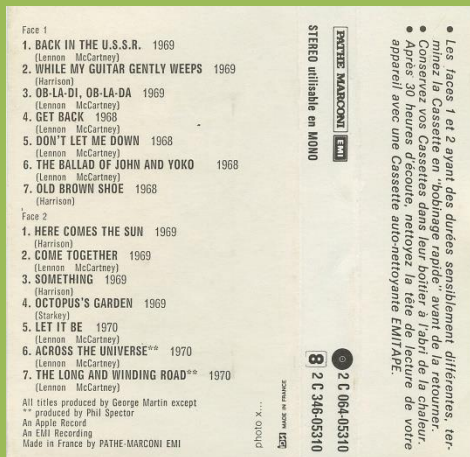 Face 1
1. BACK IN THE U.S.S.R. 1969
(Lennon McCartney)
2. WHILE MY GUITAR GENTLY WEEPS 1969
(Harrison)
3. OB-LA-DI, OB-LA-DA 1969
(Lennon McCartney)
4. GET BACK 1968
(Lennon McCartney)
5. DON'T LET ME DOWN 1968
(Lennon McCartney)
6. THE BALLAD OF JOHN AND YOKO 1968
(Lennon McCartney)
7. OLD BROWN SHOE 1968
(Harrison)
Face 2
1. HERE COMES THE SUN 1969
(Harrison)
2. COME TOGETHER 1969
(Lennon McCartney)
3. SOMETHING 1969
(Harrison)
4. OCTOPUS'S GARDEN 1969
(Starkey)
5. LET IT BE 1970
(Lennon McCartney)
6. ACROSS THE UNIVERSE** 1970
(Lennon McCartney)
7. THE LONG AND WINDING ROAD** 1970
(Lennon McCartney)
All titles produced by George Martin except
** produced by Phil Spector
An Apple Record
An EMI Recording
Made in France by PATHE-MARCONI EMI
photo x...
MADE IN FRANCE
PATHE MARCONI EMI
STEREO utilisable en MONO
2 C 064-05310
8 2 C 346-05310
• Les faces 1 et 2 ayant des durées sensiblement différentes, ter-
minez la Cassette en "bobinage rapide" avant de la retourner.
• Conservez vos Cassettes dans leur boitier à l'abri de la chaleur.
• Après 30 heures d'écoute, nettoyez la tête de lecture de votre
appareil avec une Cassette auto-nettoyante EMITAPE.